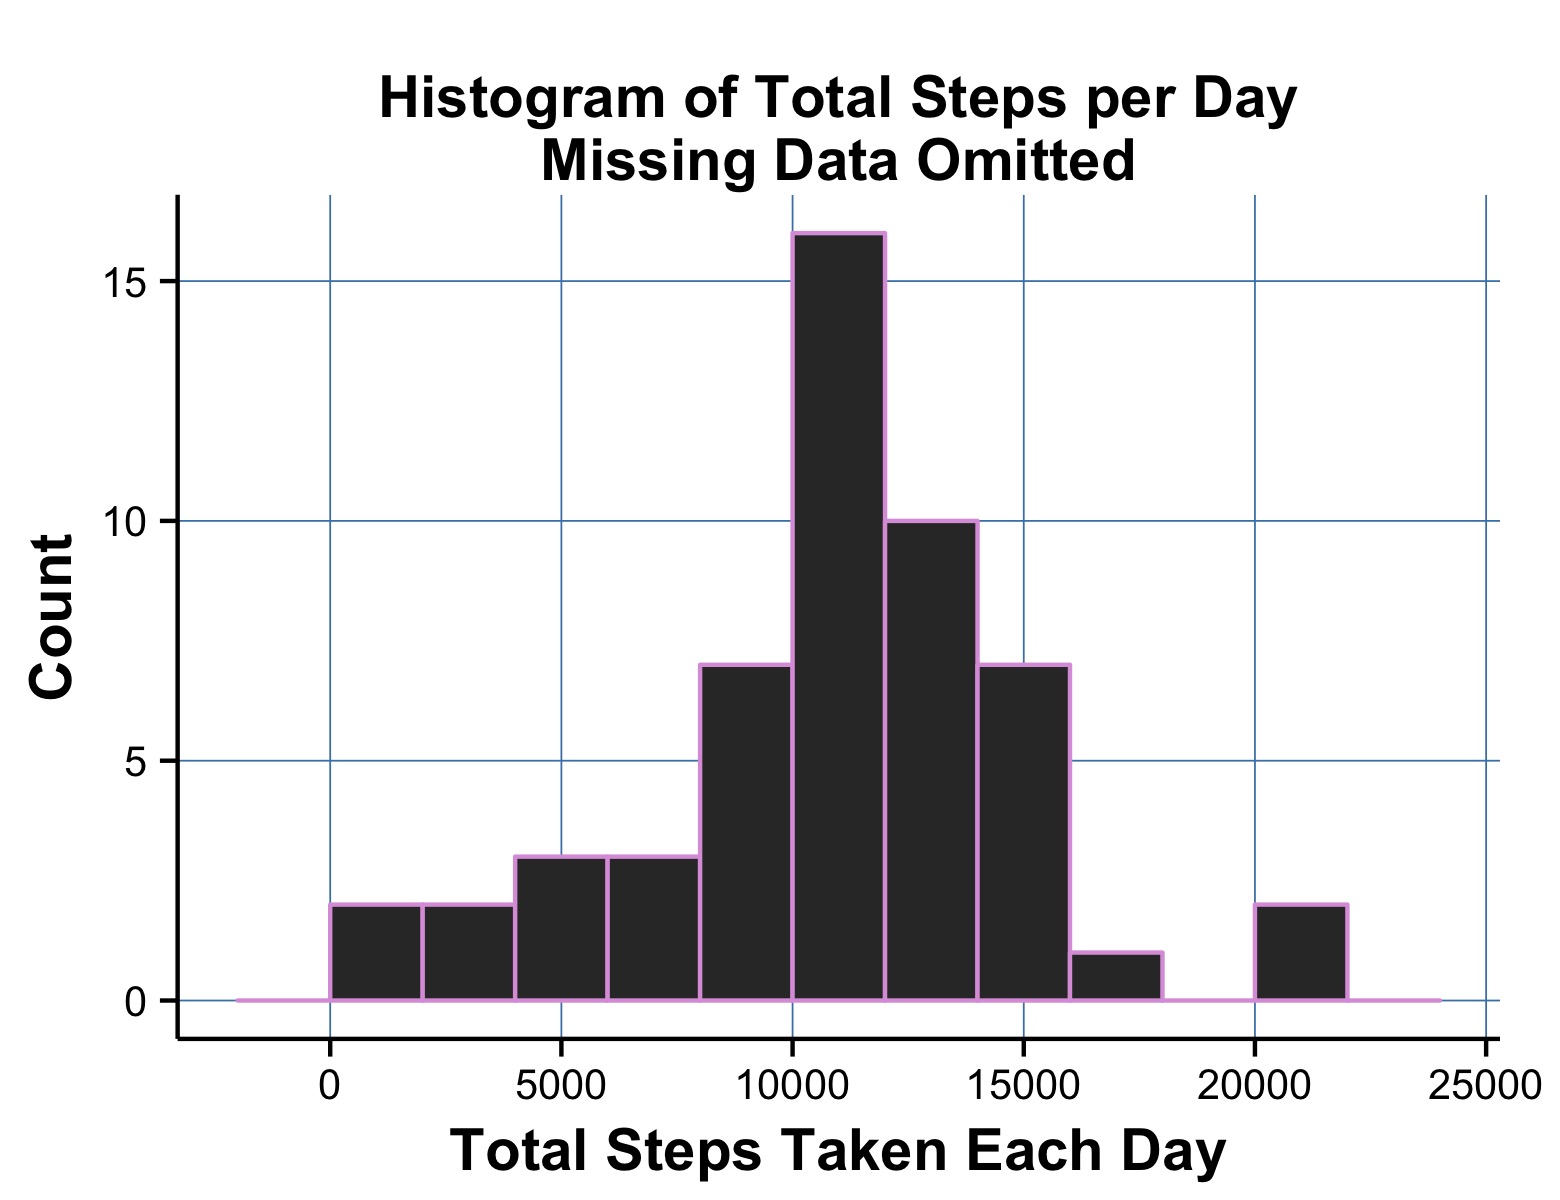 Histogram of Total Steps per Day
Missing Data Omitted
15
10
5
0
Count
0 5000 10000 15000 20000 25000
Total Steps Taken Each Day